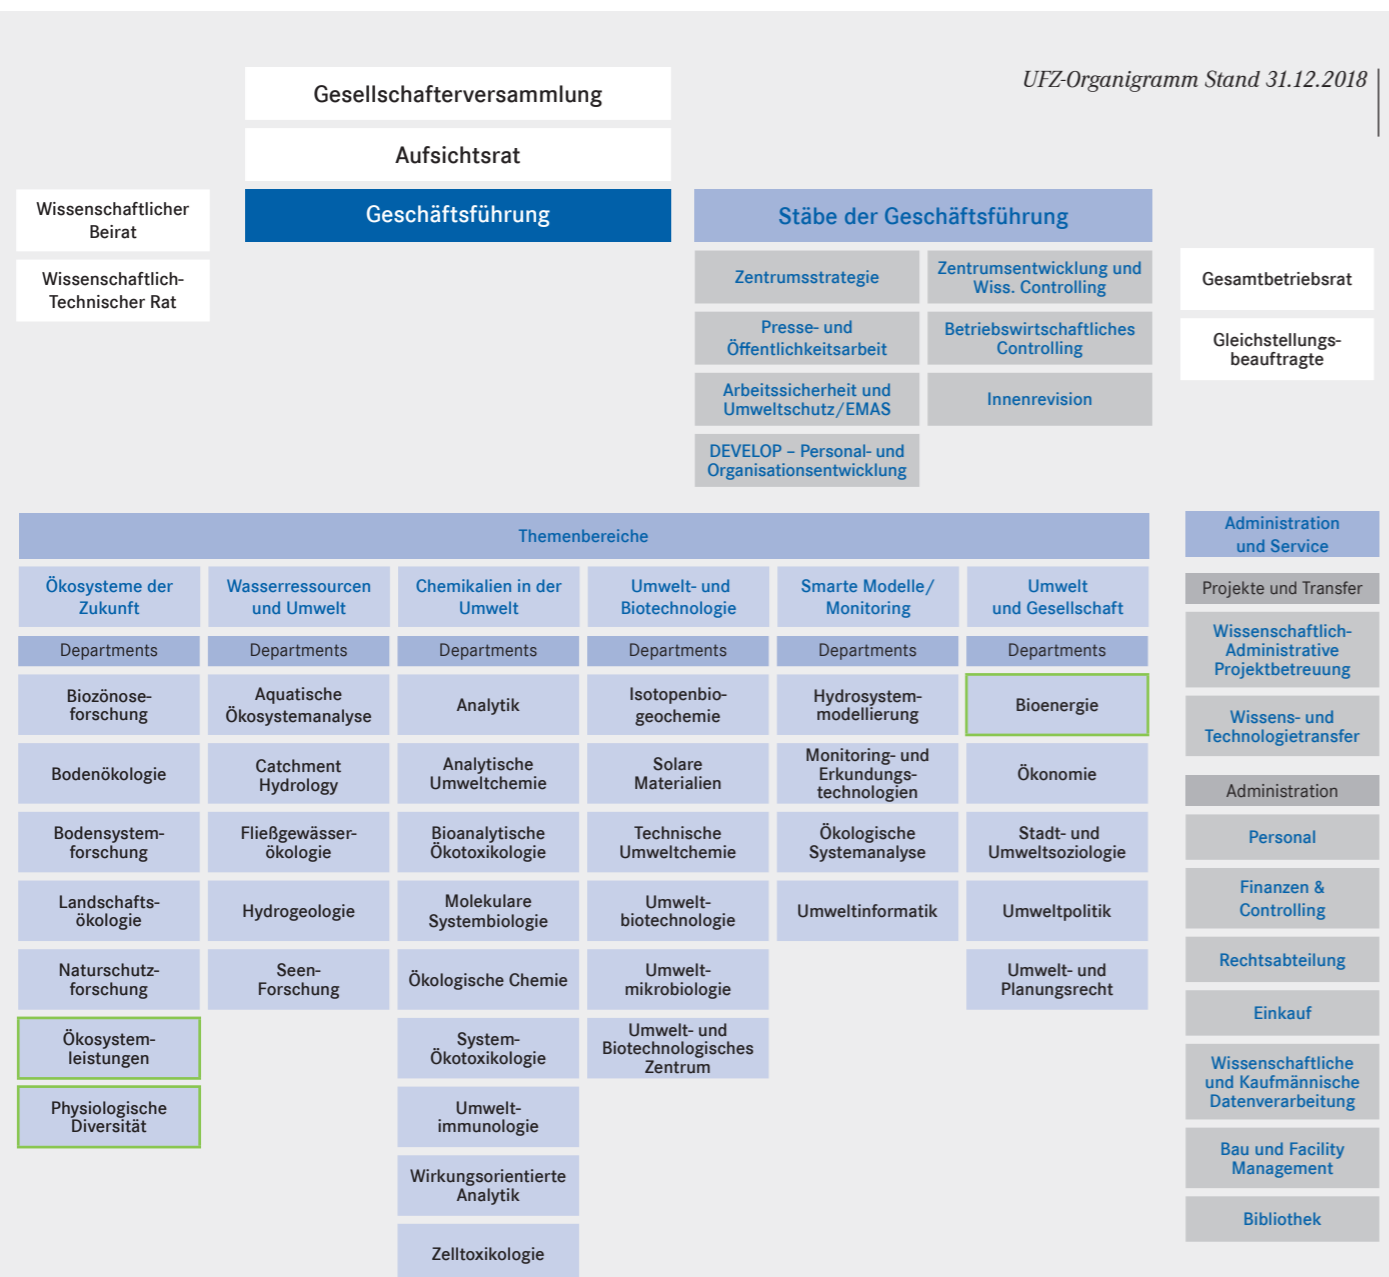 UFZ-Organigramm Stand 31.12.2018
Gesellschafterversammlung
Aufsichtsrat
Geschäftsführung
Wissenschaftlicher
Beirat
Wissenschaftlich-
Technischer Rat
Stäbe der Geschäftsführung
Zentrumsstrategie
Zentrumsentwicklung und
Wiss. Controlling
Presse- und
Öffentlichkeitsarbeit
Betriebswirtschaftliches
Controlling
Arbeitssicherheit und
Umweltschutz/EMAS
Innenrevision
DEVELOP – Personal- und
Organisationsentwicklung
Gesamtbetriebsrat
Gleichstellungs-
beauftragte
Themenbereiche
Ökosysteme der
Zukunft
Departments
Biozönose-
forschung
Bodenökologie
Bodensystem-
forschung
Landschafts-
ökologie
Naturschutz-
forschung
Ökosystem-
leistungen
Physiologische
Diversität
Wasserressourcen
und Umwelt
Departments
Aquatische
Ökosystemanalyse
Catchment
Hydrology
Fließgewässer-
ökologie
Hydrogeologie
Seen-
Forschung
Chemikalien in der
Umwelt
Departments
Analytik
Analytische
Umweltchemie
Bioanalytische
Ökotoxikologie
Molekulare
Systembiologie
Ökologische Chemie
System-
Ökotoxikologie
Umwelt-
immunologie
Wirkungsorientierte
Analytik
Zelltoxikologie
Umwelt- und
Biotechnologie
Departments
Isotopenbio-
geochemie
Solare
Materialien
Technische
Umweltchemie
Umwelt-
biotechnologie
Umwelt-
mikrobiologie
Umwelt- und
Biotechnologisches
Zentrum
Smarte Modelle/
Monitoring
Departments
Hydrosystem-
modellierung
Monitoring- und
Erkundungs-
technologien
Ökologische
Systemanalyse
Umweltinformatik
Umwelt
und Gesellschaft
Departments
Bioenergie
Ökonomie
Stadt- und
Umweltsoziologie
Umweltpolitik
Umwelt- und
Planungsrecht
Administration
und Service
Projekte und Transfer
Wissenschaftlich-
Administrative
Projektbetreuung
Wissens- und
Technologietransfer
Administration
Personal
Finanzen &
Controlling
Rechtsabteilung
Einkauf
Wissenschaftliche
und Kaufmännische
Datenverarbeitung
Bau und Facility
Management
Bibliothek